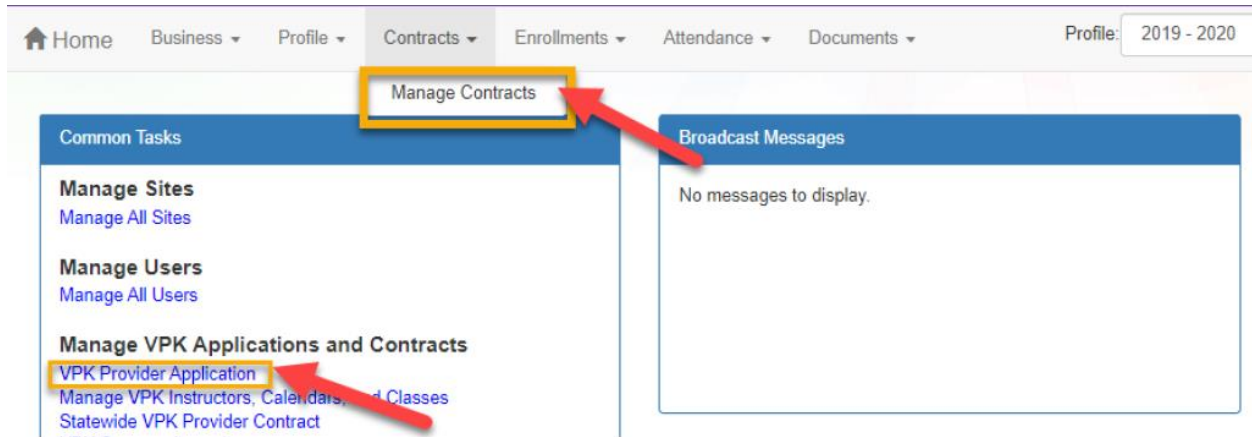 Home Business Profile Contracts Enrollments Attendance Documents Profile: 2019 - 2020
Manage Contracts
Common Tasks
Broadcast Messages
Manage Sites
Manage All Sites
No messages to display.
Manage Users
Manage All Users
Manage VPK Applications and Contracts
VPK Provider Application
Manage VPK Instructors, Calendars, and Classes
Statewide VPK Provider Contract